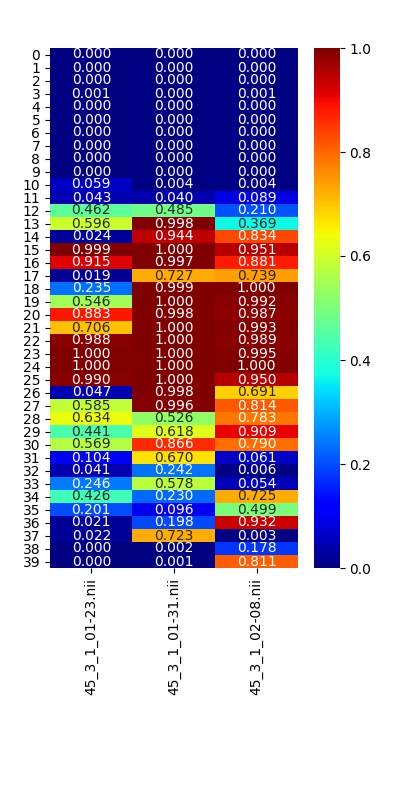 0 0.000 0.000 0.000
1 0.000 0.000 0.000
2 0.000 0.000 0.000
3 0.001 0.000 0.001
4 0.000 0.000 0.000
5 0.000 0.000 0.000
6 0.000 0.000 0.000
7 0.000 0.000 0.000
8 0.000 0.000 0.000
9 0.000 0.000 0.000
10 0.059 0.004 0.004
11 0.043 0.040 0.089
12 0.462 0.485 0.210
13 0.596 0.998 0.369
14 0.024 0.944 0.834
15 0.999 1.000 0.951
16 0.915 0.997 0.881
17 0.019 0.727 0.739
18 0.235 0.999 1.000
19 0.546 1.000 0.992
20 0.883 0.998 0.987
21 0.706 1.000 0.993
22 0.988 1.000 0.989
23 1.000 1.000 0.995
24 1.000 1.000 1.000
25 0.990 1.000 0.950
26 0.047 0.998 0.691
27 0.585 0.996 0.814
28 0.634 0.526 0.783
29 0.441 0.618 0.909
30 0.569 0.866 0.790
31 0.104 0.670 0.061
32 0.041 0.242 0.006
33 0.246 0.578 0.054
34 0.426 0.230 0.725
35 0.201 0.096 0.499
36 0.021 0.198 0.932
37 0.022 0.723 0.003
38 0.000 0.002 0.178
39 0.000 0.001 0.811
45_3_1_01-23.nii
45_3_1_01-31.nii
45_3_1_02-08.nii
1.0
0.8
0.6
0.4
0.2
0.0